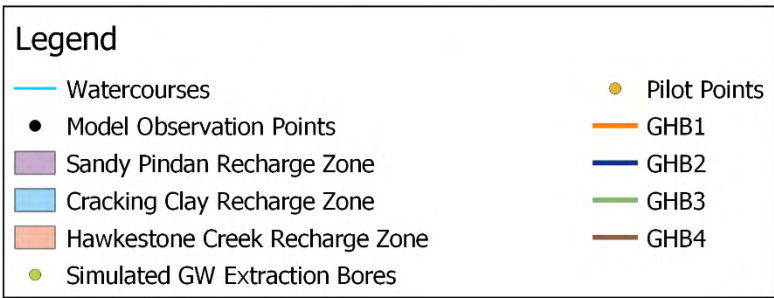 Legend
Watercourses
Model Observation Points
Sandy Pindan Recharge Zone
Cracking Clay Recharge Zone
Hawkestone Creek Recharge Zone
Simulated GW Extraction Bores
Pilot Points
GHB1
GHB2
GHB3
GHB4